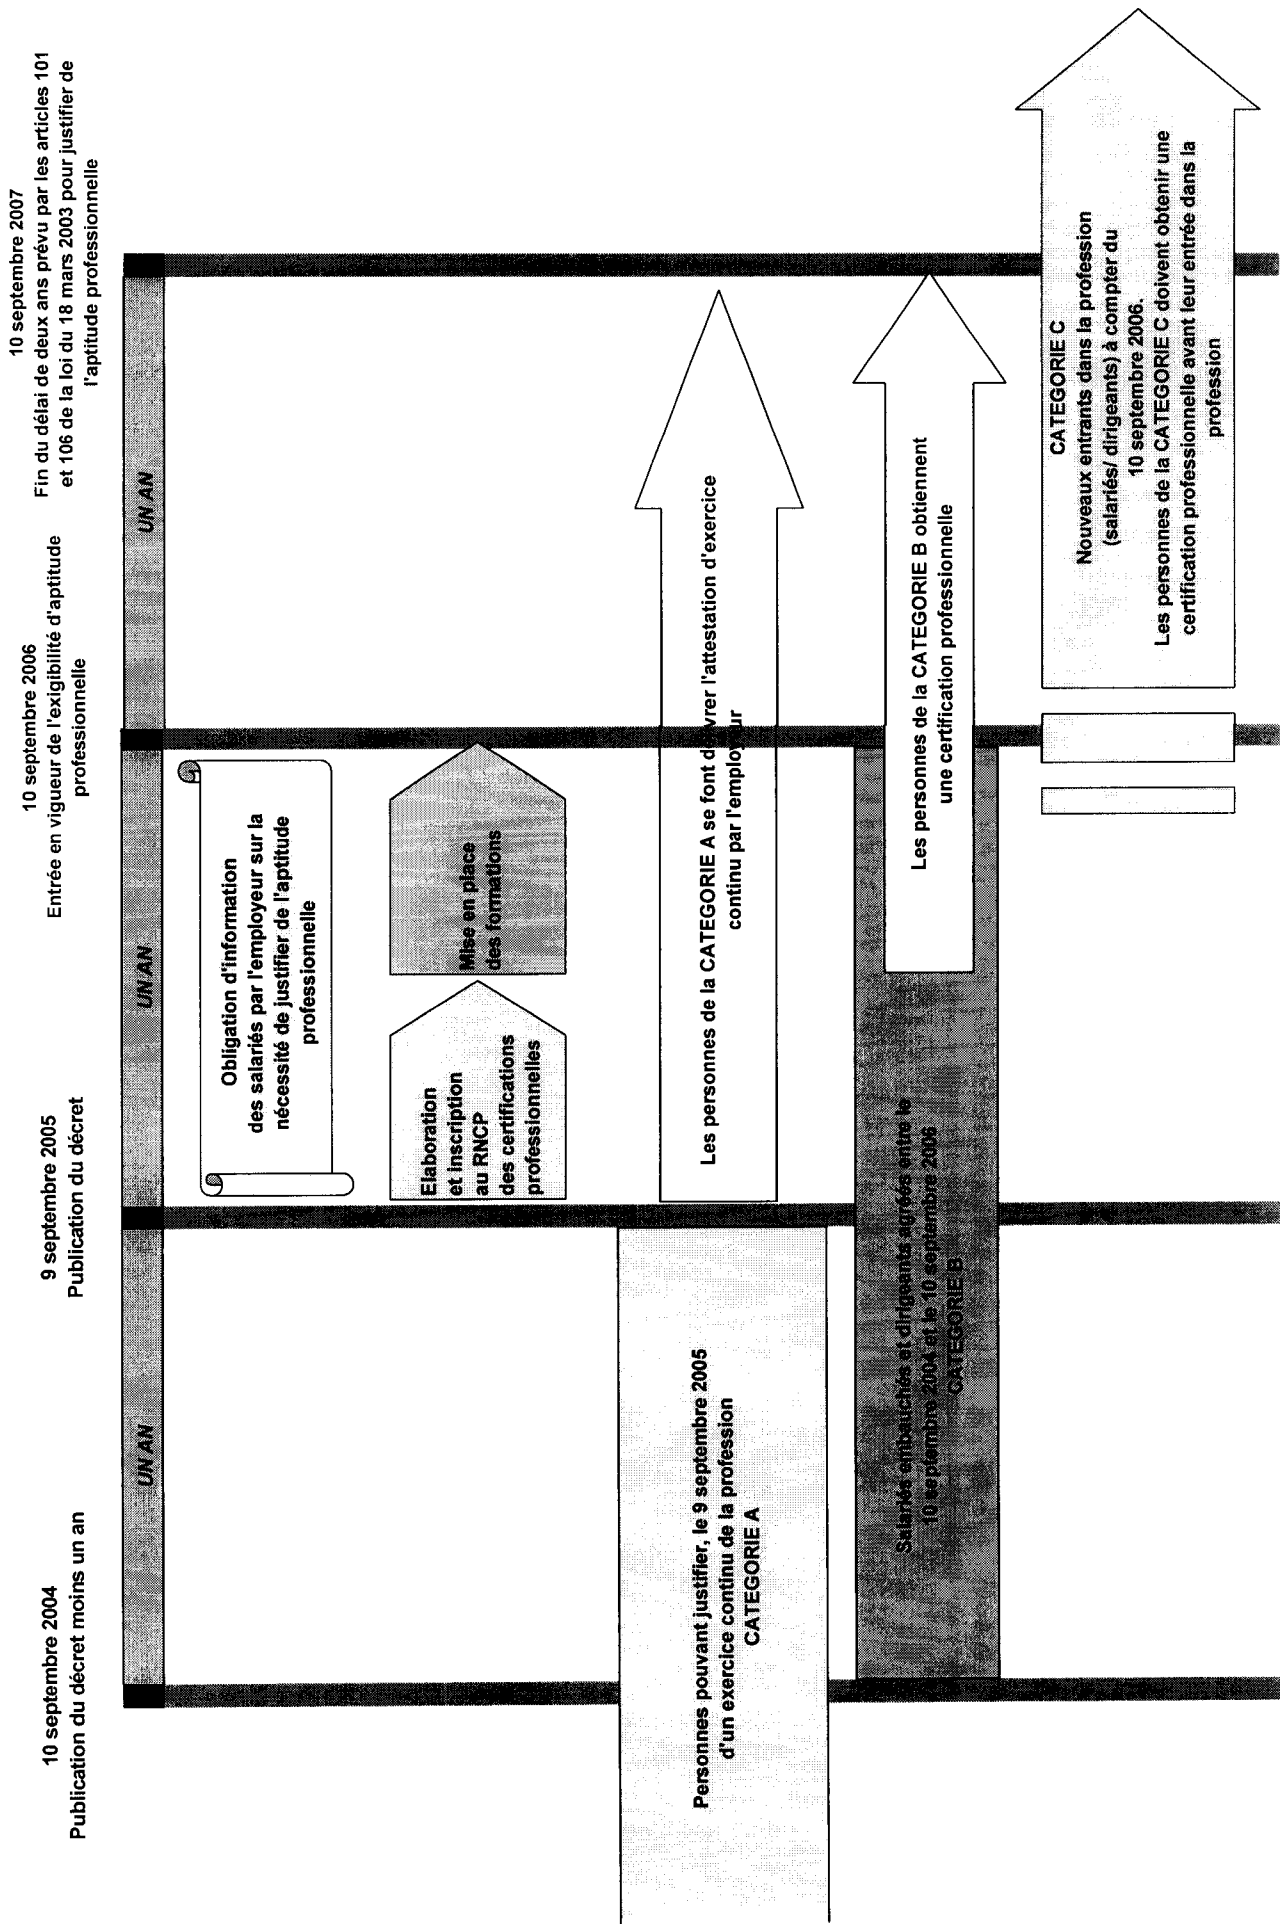 10 septembre 2004
Publication du décret moins un an
9 septembre 2005
Publication du décret
10 septembre 2006
Entrée en vigueur de l'exigibilité d'aptitude
professionnelle
10 septembre 2007
Fin du délai de deux ans prévu par les articles 101
et 106 de la loi du 18 mars 2003 pour justifier de
l'aptitude professionnelle
UN AN
UN AN
UN AN
Obligation d'information
des salariés par l'employeur sur la
nécessité de justifier de l'aptitude
professionnelle
Elaboration
et inscription
au RNCP
des certifications
professionnelles
Mise en place
des formations
Personnes pouvant justifier, le 9 septembre 2005
d'un exercice continu de la profession
CATEGORIE A
Les personnes de la CATEGORIE A se font délivrer l'attestation d'exercice
continu par l'employeur
Salariés embauchés et dirigeants agréés entre le
10 septembre 2004 et le 10 septembre 2006
CATEGORIE B
Les personnes de la CATEGORIE B obtiennent
une certification professionnelle
CATEGORIE C
Nouveaux entrants dans la profession
(salariés/ dirigeants) à compter du
10 septembre 2006.
Les personnes de la CATEGORIE C doivent obtenir une
certification professionnelle avant leur entrée dans la
profession